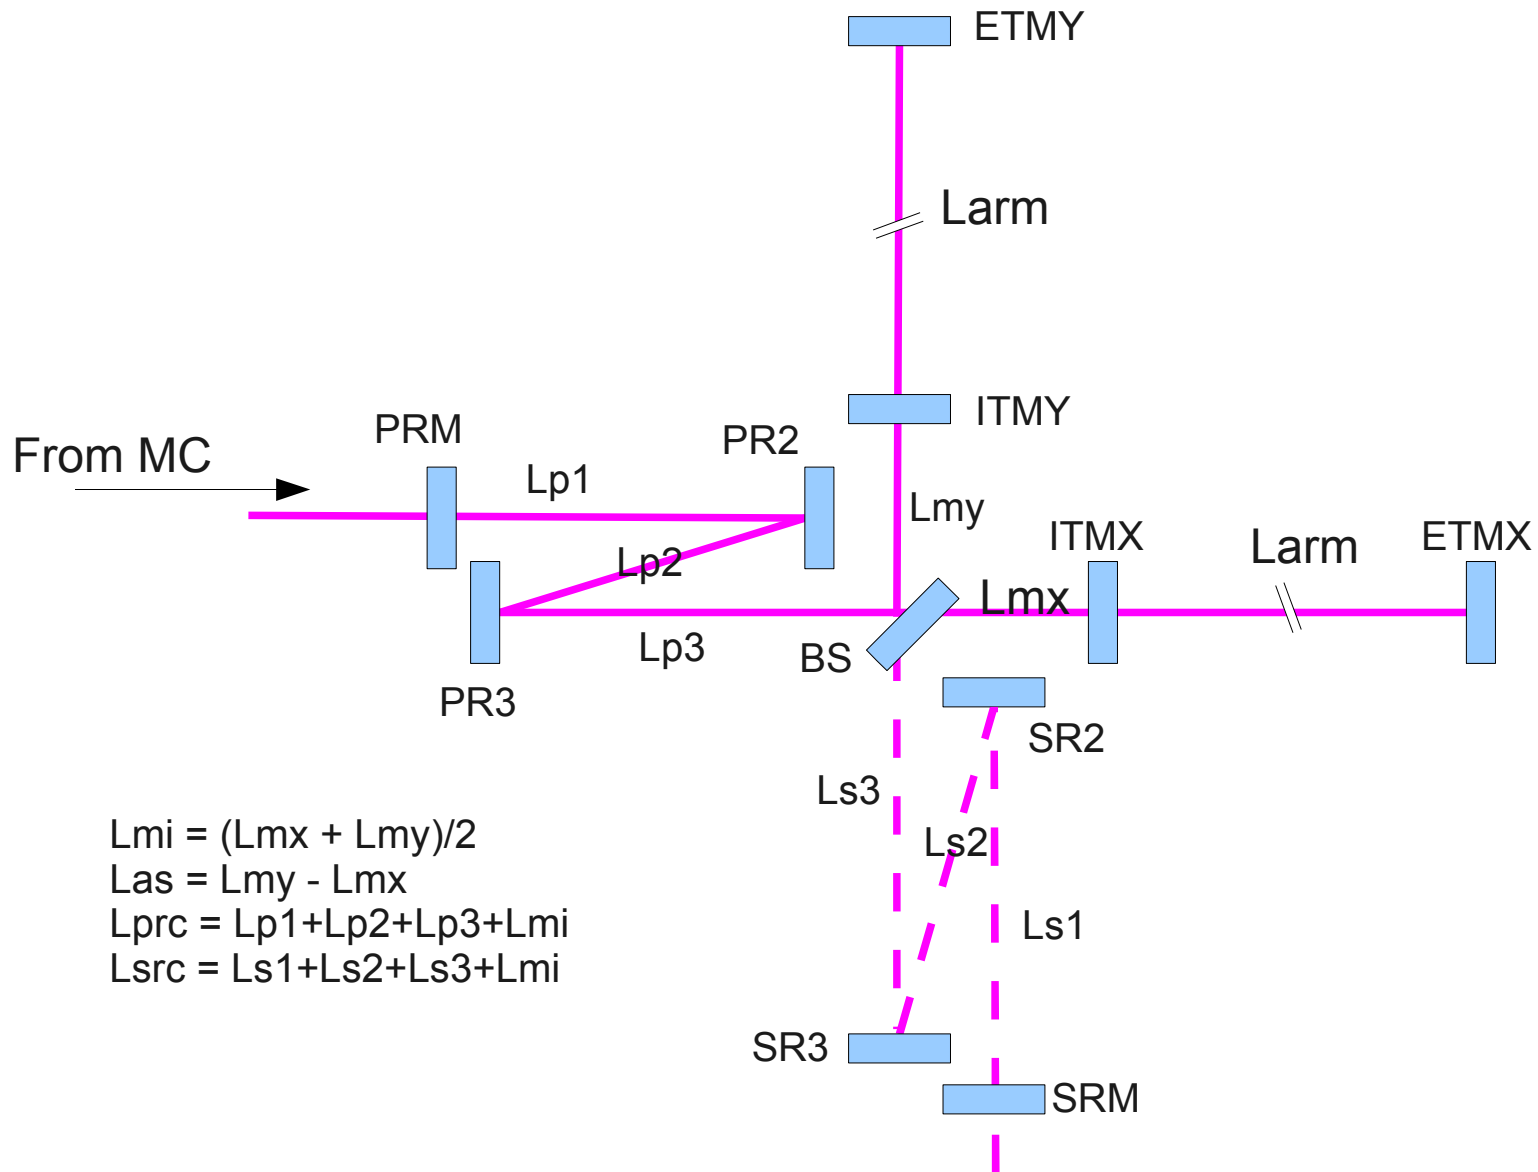 ETMY
Larm
ITMY
PRM
PR2
From MC
Lp1
Lmy
ITMX
Larm
ETMX
Lp2
Lmx
Lp3
BS
PR3
SR2
Ls3
Lmi = (Lmx + Lmy)/2
Ls2
Las = Lmy - Lmx
Lprc = Lp1+Lp2+Lp3+Lmi
Ls1
Lsrc = Ls1+Ls2+Ls3+Lmi
SR3
SRM